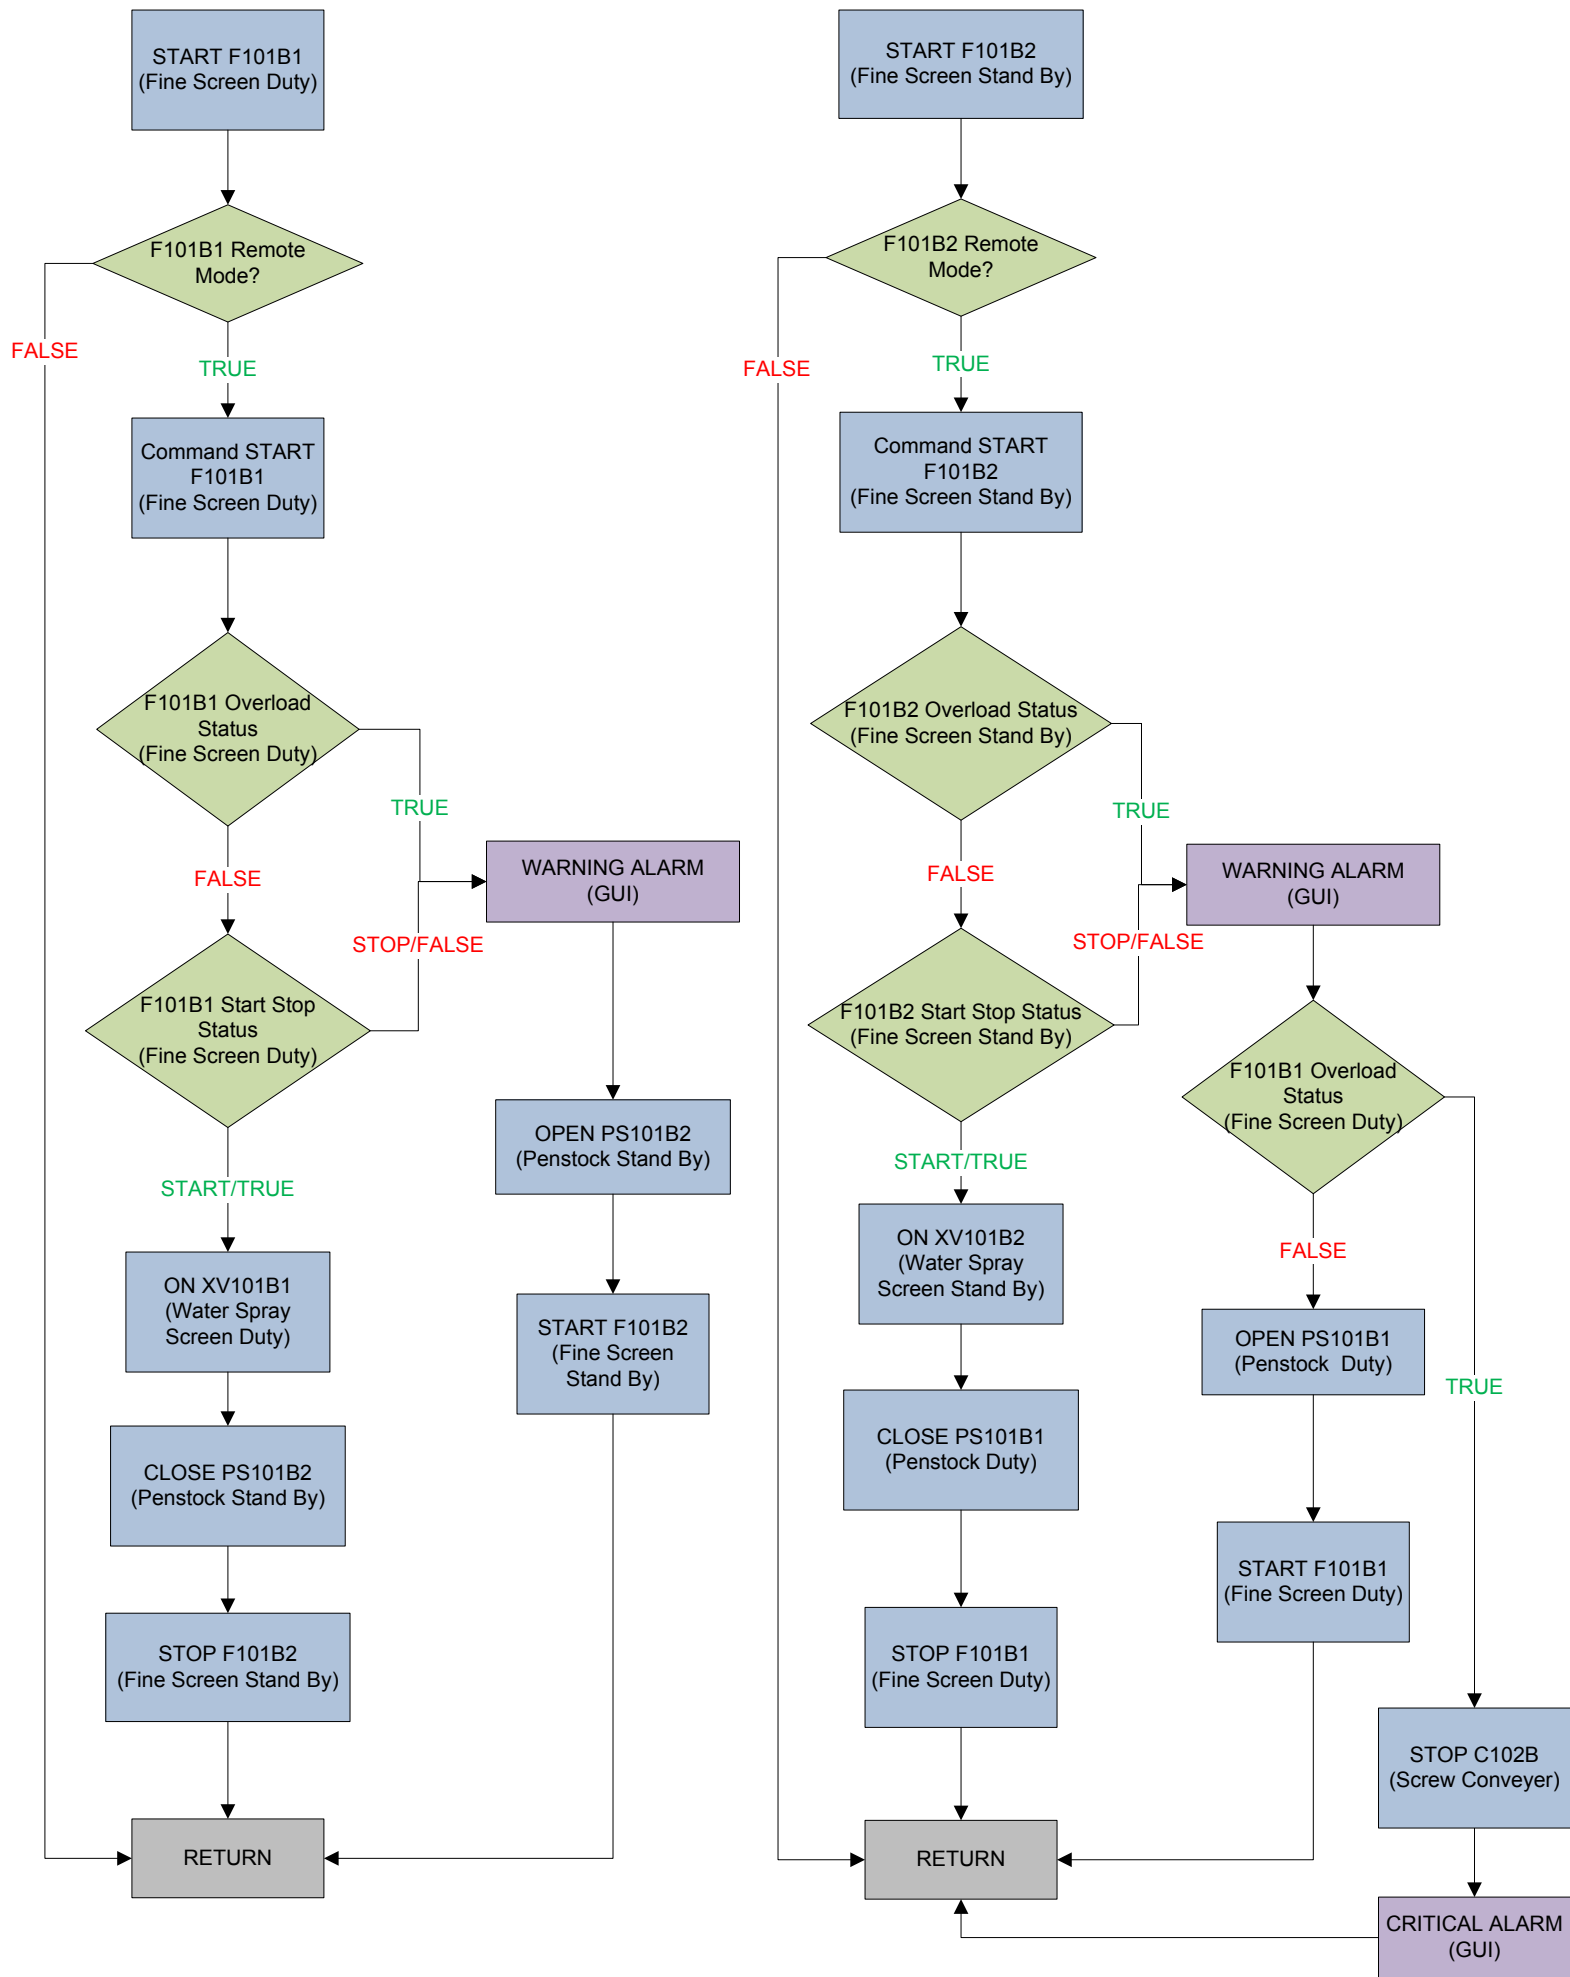 START F101B1
(Fine Screen Duty)
F101B1 Remote
Mode?
FALSE
TRUE
Command START
F101B1
(Fine Screen Duty)
F101B1 Overload
Status
(Fine Screen Duty)
TRUE
FALSE
WARNING ALARM
(GUI)
STOP/FALSE
F101B1 Start Stop
Status
(Fine Screen Duty)
START/TRUE
OPEN PS101B2
(Penstock Stand By)
ON XV101B1
(Water Spray
Screen Duty)
START F101B2
(Fine Screen
Stand By)
CLOSE PS101B2
(Penstock Stand By)
STOP F101B2
(Fine Screen Stand By)
RETURN
START F101B2
(Fine Screen Stand By)
F101B2 Remote
Mode?
FALSE
TRUE
Command START
F101B2
(Fine Screen Stand By)
F101B2 Overload Status
(Fine Screen Stand By)
TRUE
FALSE
WARNING ALARM
(GUI)
STOP/FALSE
F101B2 Start Stop Status
(Fine Screen Stand By)
F101B1 Overload
Status
(Fine Screen Duty)
START/TRUE
FALSE
TRUE
ON XV101B2
(Water Spray
Screen Stand By)
OPEN PS101B1
(Penstock  Duty)
CLOSE PS101B1
(Penstock Duty)
START F101B1
(Fine Screen Duty)
STOP F101B1
(Fine Screen Duty)
STOP C102B
(Screw Conveyer)
RETURN
CRITICAL ALARM
(GUI)